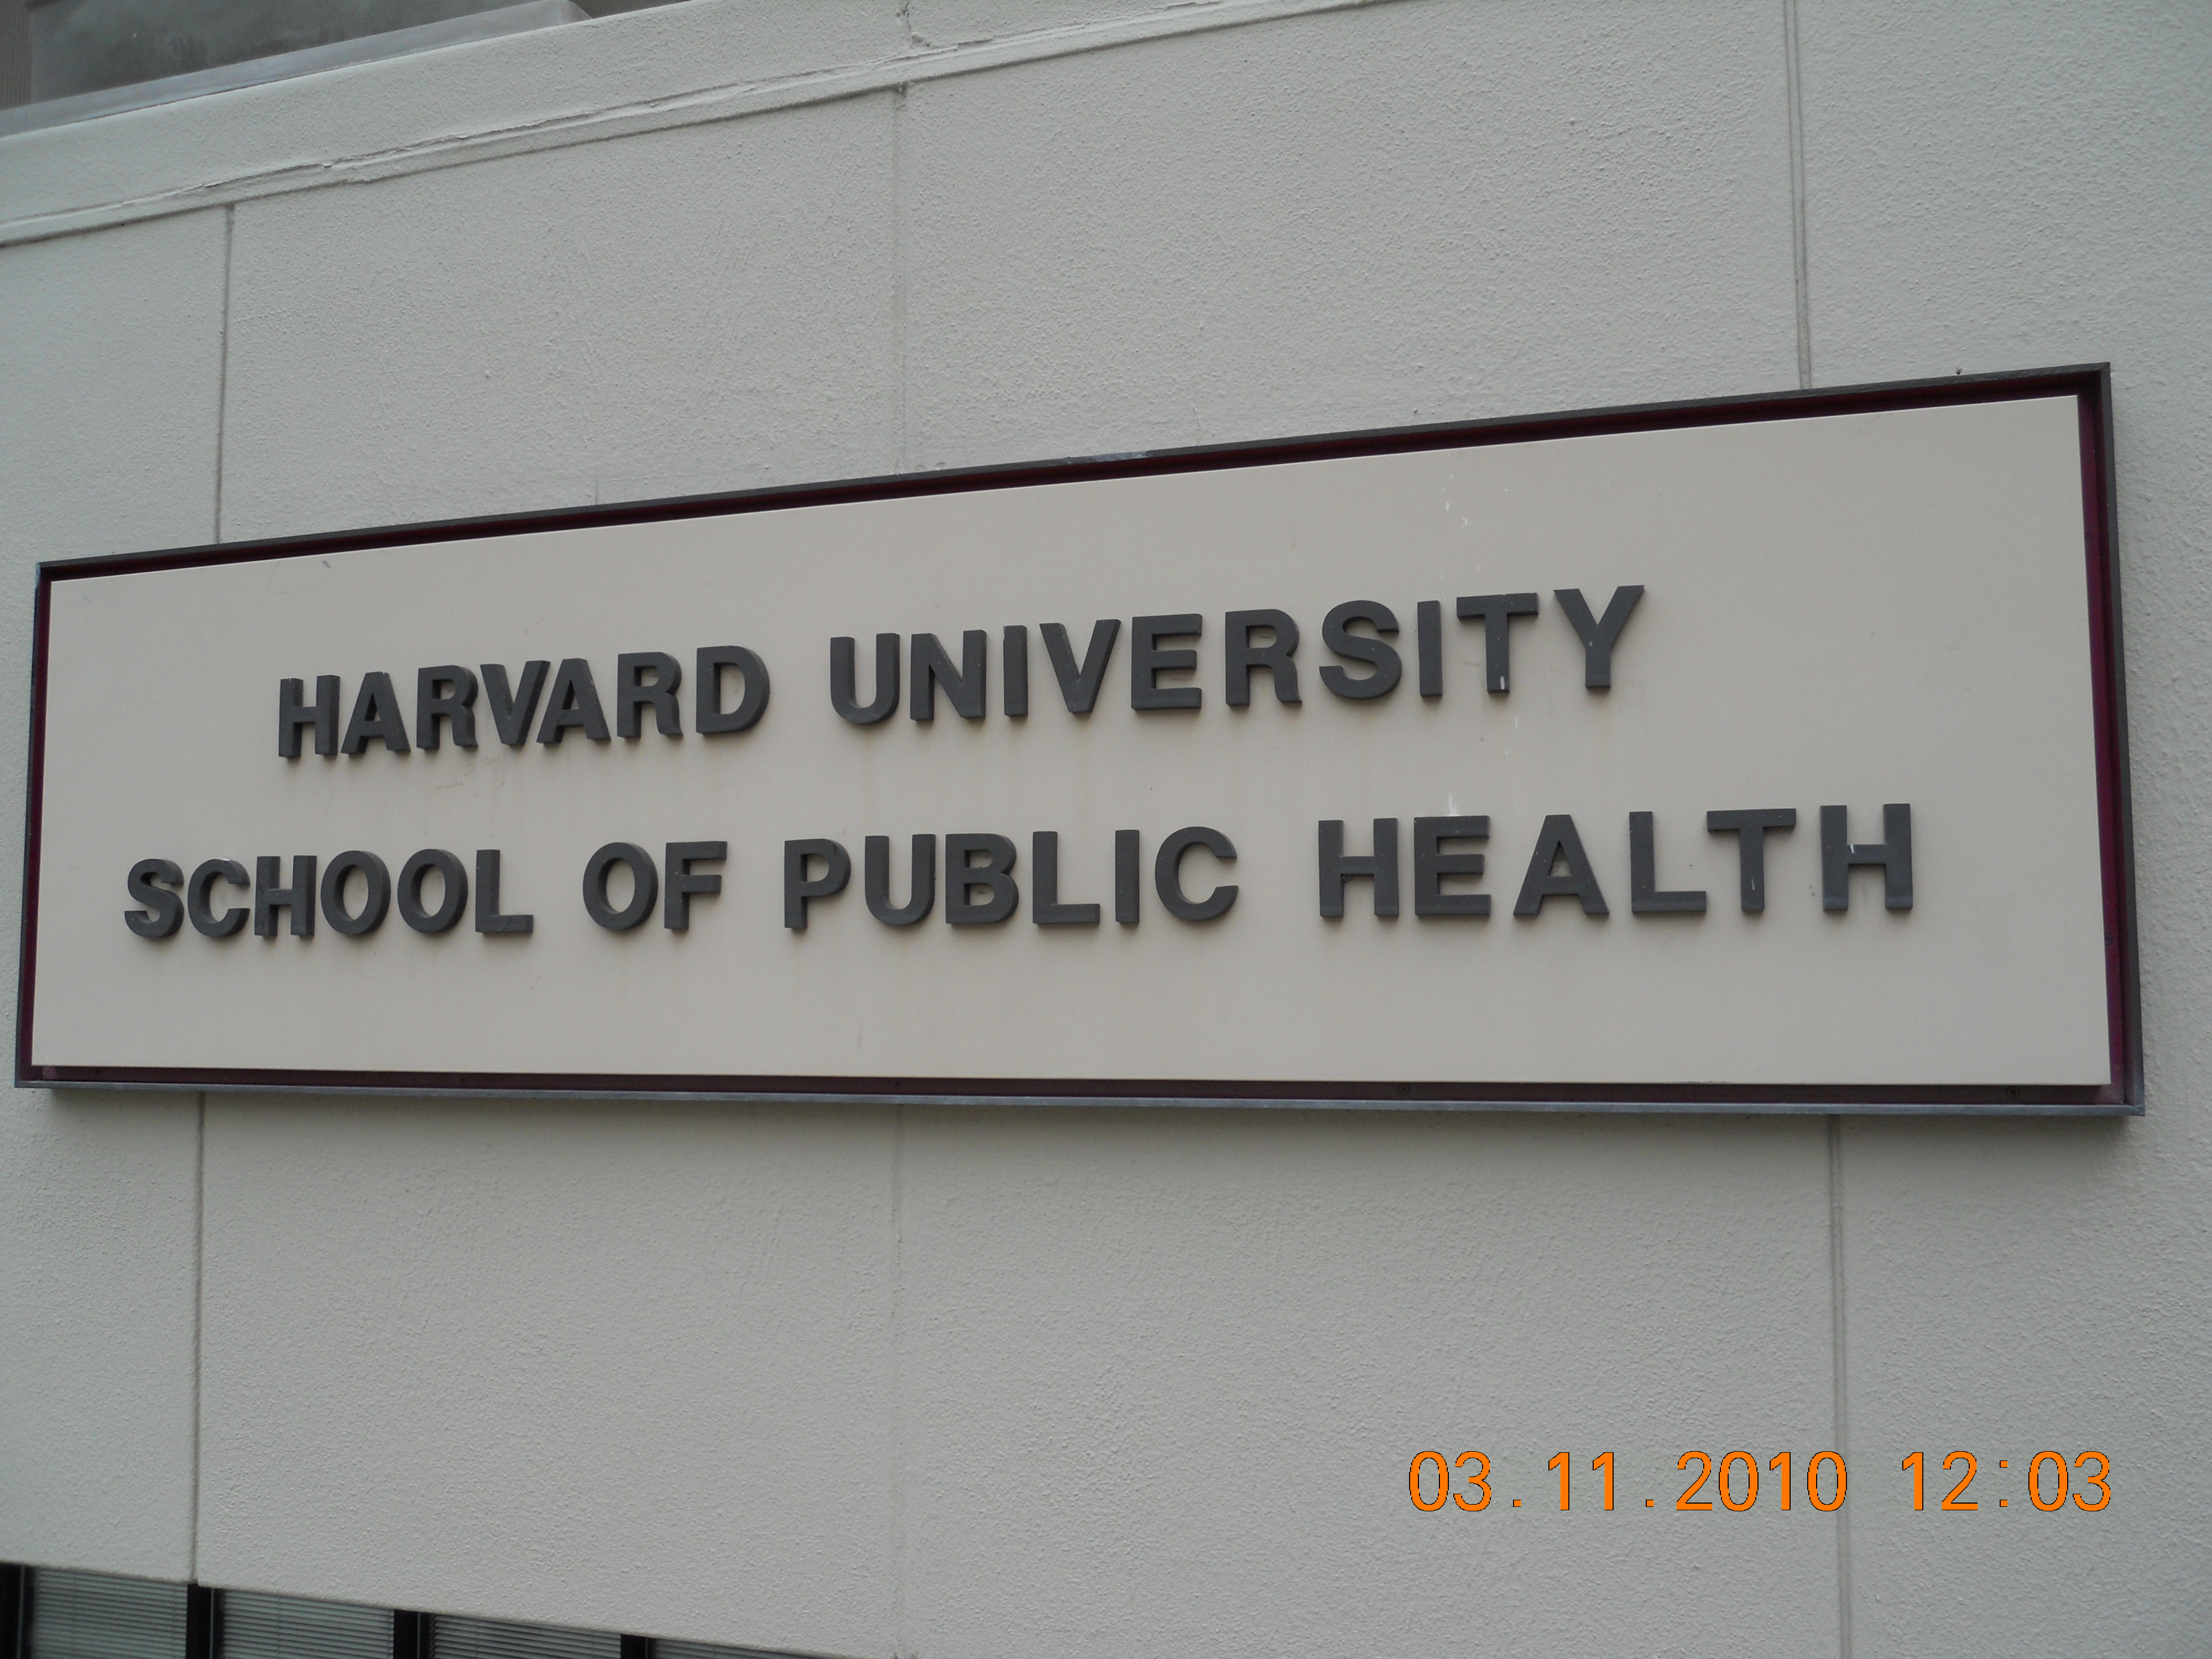 HARVARD UNIVERSITY
SCHOOL OF PUBLIC HEALTH
03.11.2010 12:03